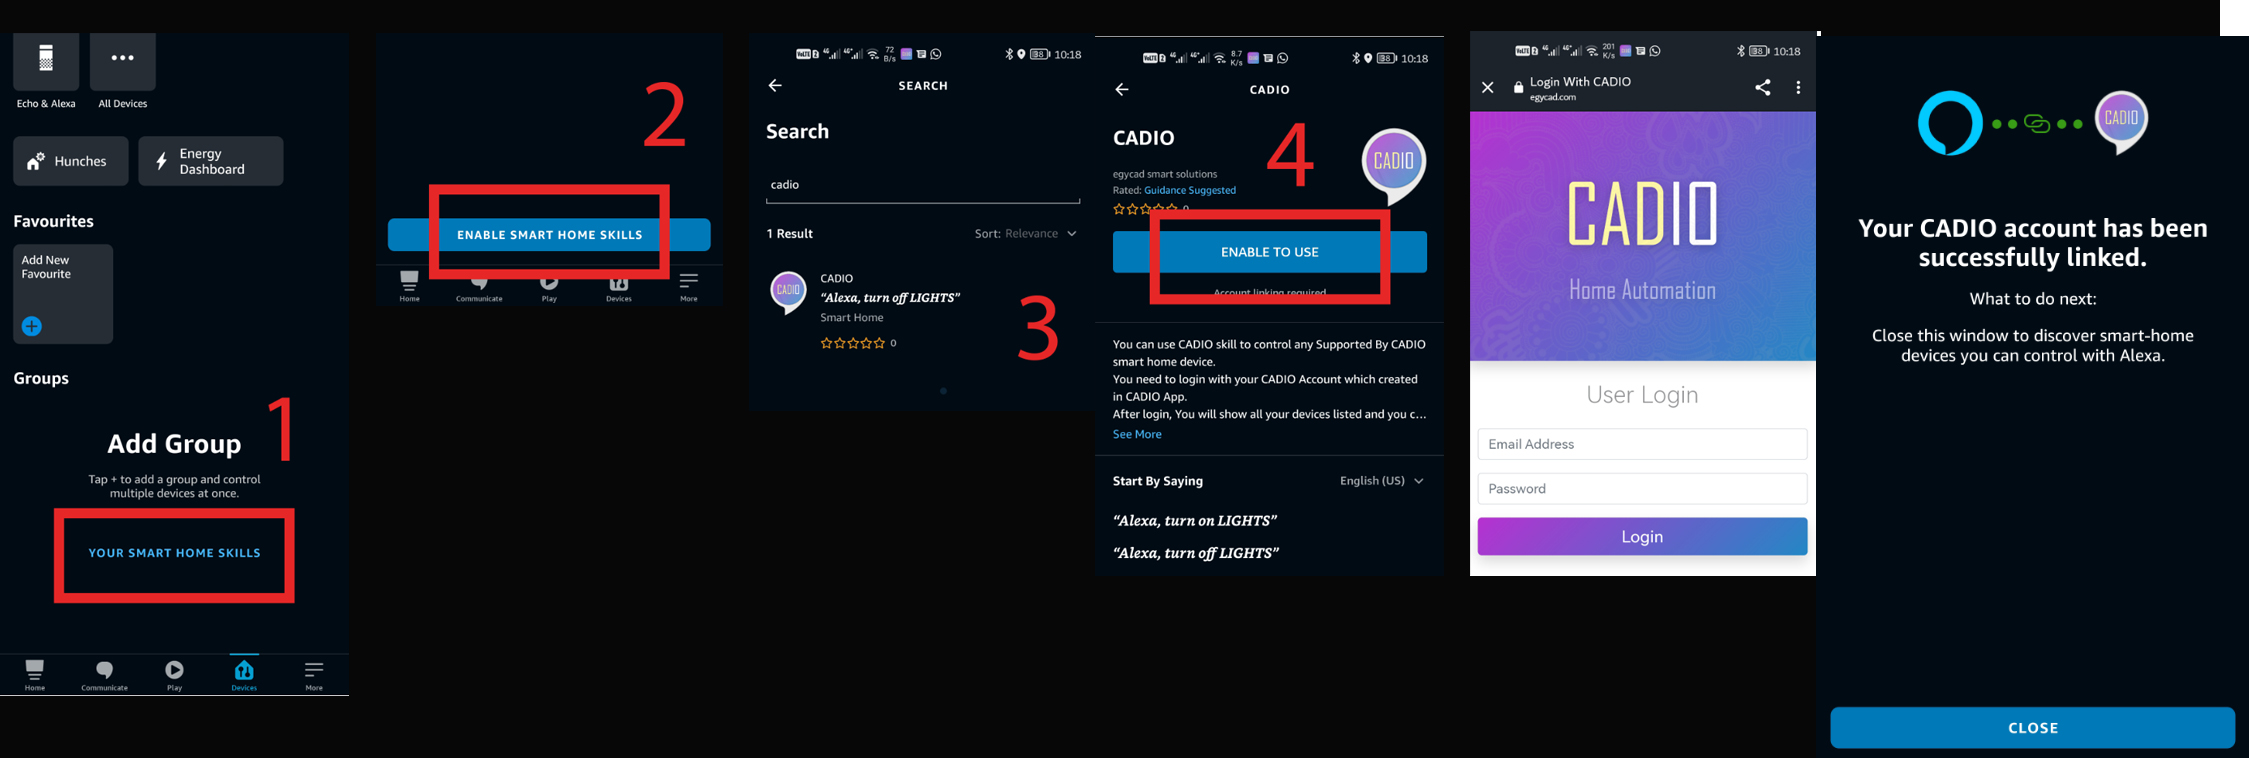 Echo & Alexa
All Devices
Hunches
Energy
Dashboard
Favourites
Add New
Favourite
Groups
1
Add Group
Tap + to add a group and control
multiple devices at once.
YOUR SMART HOME SKILLS
Home
Communicate
Play
Devices
More
2
ENABLE SMART HOME SKILLS
Home
Communicate
Play
Devices
More
72
B/s
10:18
SEARCH
Search
cadio
1 Result
Sort: Relevance
CADIO
CADIO
“Alexa, turn off LIGHTS”
Smart Home
0
3
8.7
K/s
10:18
CADIO
CADIO
4
CADIO
egycad smart solutions
Rated: Guidance Suggested
0
ENABLE TO USE
Account linking required
You can use CADIO skill to control any Supported By CADIO
smart home device.
You need to login with your CADIO Account which created
in CADIO App.
After login, You will show all your devices listed and you c...
See More
Start By Saying
English (US)
“Alexa, turn on LIGHTS”
“Alexa, turn off LIGHTS”
201
K/s
10:18
Login With CADIO
egycad.com
CADIO
Home Automation
User Login
Email Address
Password
Login
CADIO
Your CADIO account has been
successfully linked.
What to do next:
Close this window to discover smart-home
devices you can control with Alexa.
CLOSE